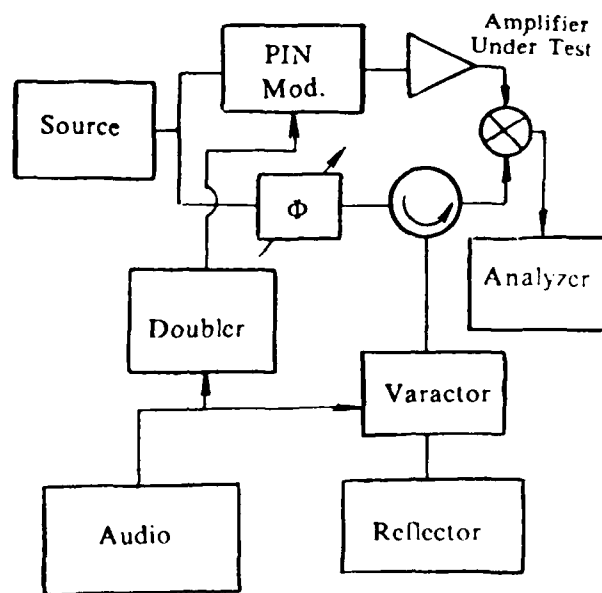 Amplifier
Under Test
PIN
Mod.
Source
Φ
Analyzer
Doubler
Varactor
Audio
Reflector